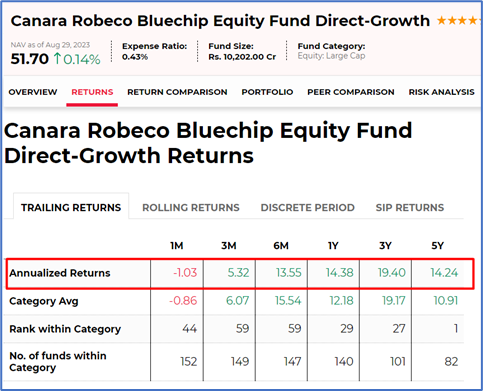 Canara Robeco Bluechip Equity Fund Direct-Growth
NAV as of Aug 29, 2023
51.70 ↑0.14%
Expense Ratio:
0.43%
Fund Size:
Rs. 10,202.00 Cr
Fund Category:
Equity: Large Cap
OVERVIEW RETURNS RETURN COMPARISON PORTFOLIO PEER COMPARISON RISK ANALYSIS
Canara Robeco Bluechip Equity Fund
Direct-Growth Returns
TRAILING RETURNS ROLLING RETURNS DISCRETE PERIOD SIP RETURNS
1M 3M 6M 1Y 3Y 5Y
Annualized Returns -1.03 5.32 13.55 14.38 19.40 14.24
Category Avg -0.86 6.07 15.54 12.18 19.17 10.91
Rank within Category 44 59 59 29 27 1
No. of funds within
Category 152 149 147 140 101 82